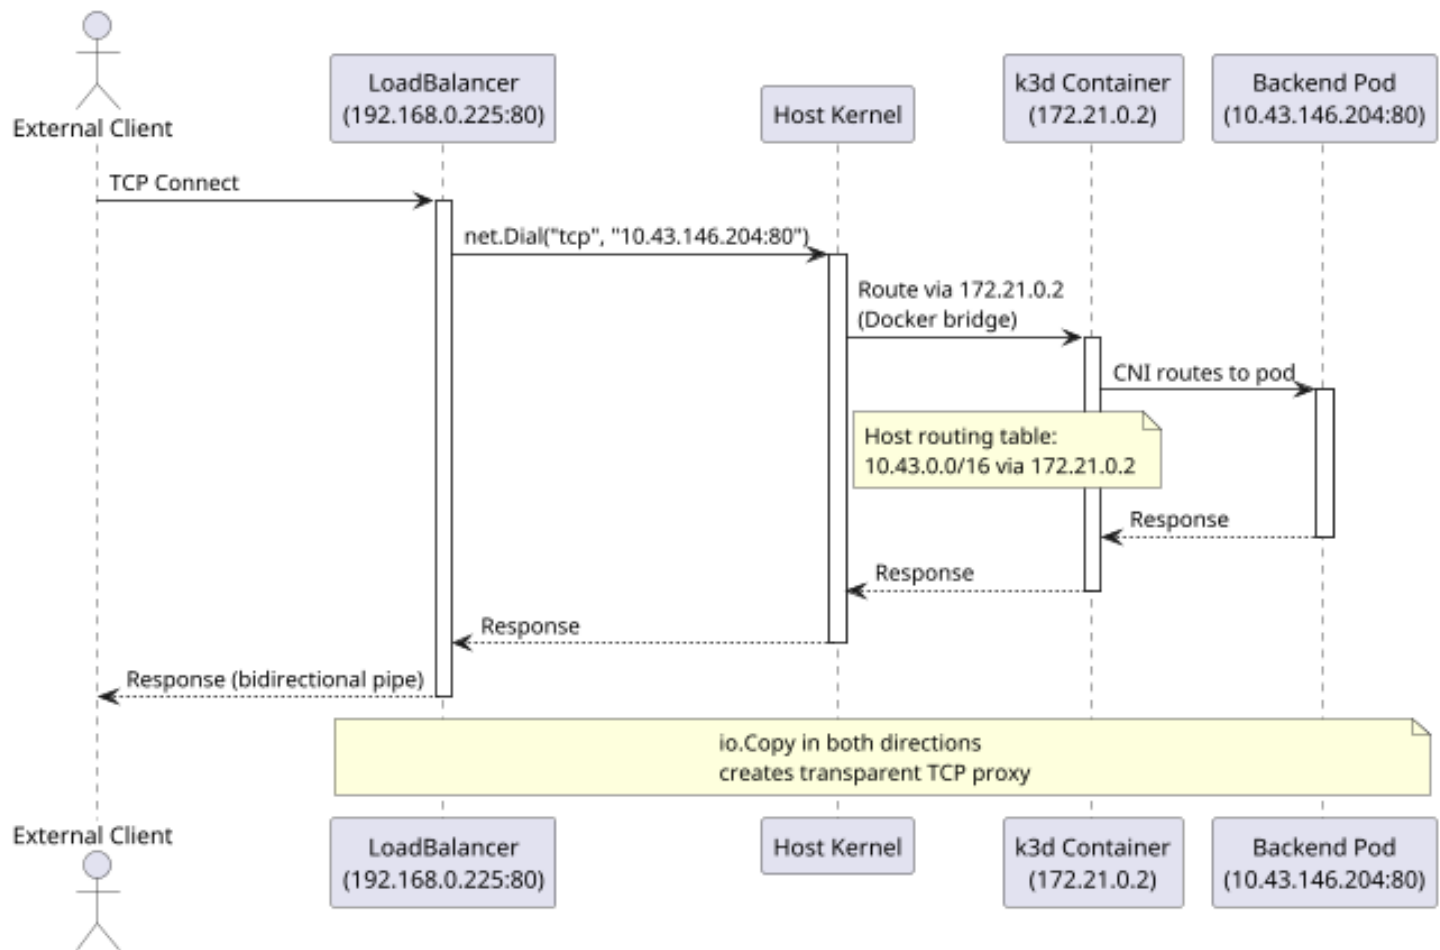 External Client
LoadBalancer
(192.168.0.225:80)
Host Kernel
k3d Container
(172.21.0.2)
Backend Pod
(10.43.146.204:80)
TCP Connect
net.Dial("tcp", "10.43.146.204:80")
Route via 172.21.0.2
(Docker bridge)
CNI routes to pod
Host routing table:
10.43.0.0/16 via 172.21.0.2
Response
Response
Response
Response (bidirectional pipe)
io.Copy in both directions
creates transparent TCP proxy
External Client
LoadBalancer
(192.168.0.225:80)
Host Kernel
k3d Container
(172.21.0.2)
Backend Pod
(10.43.146.204:80)